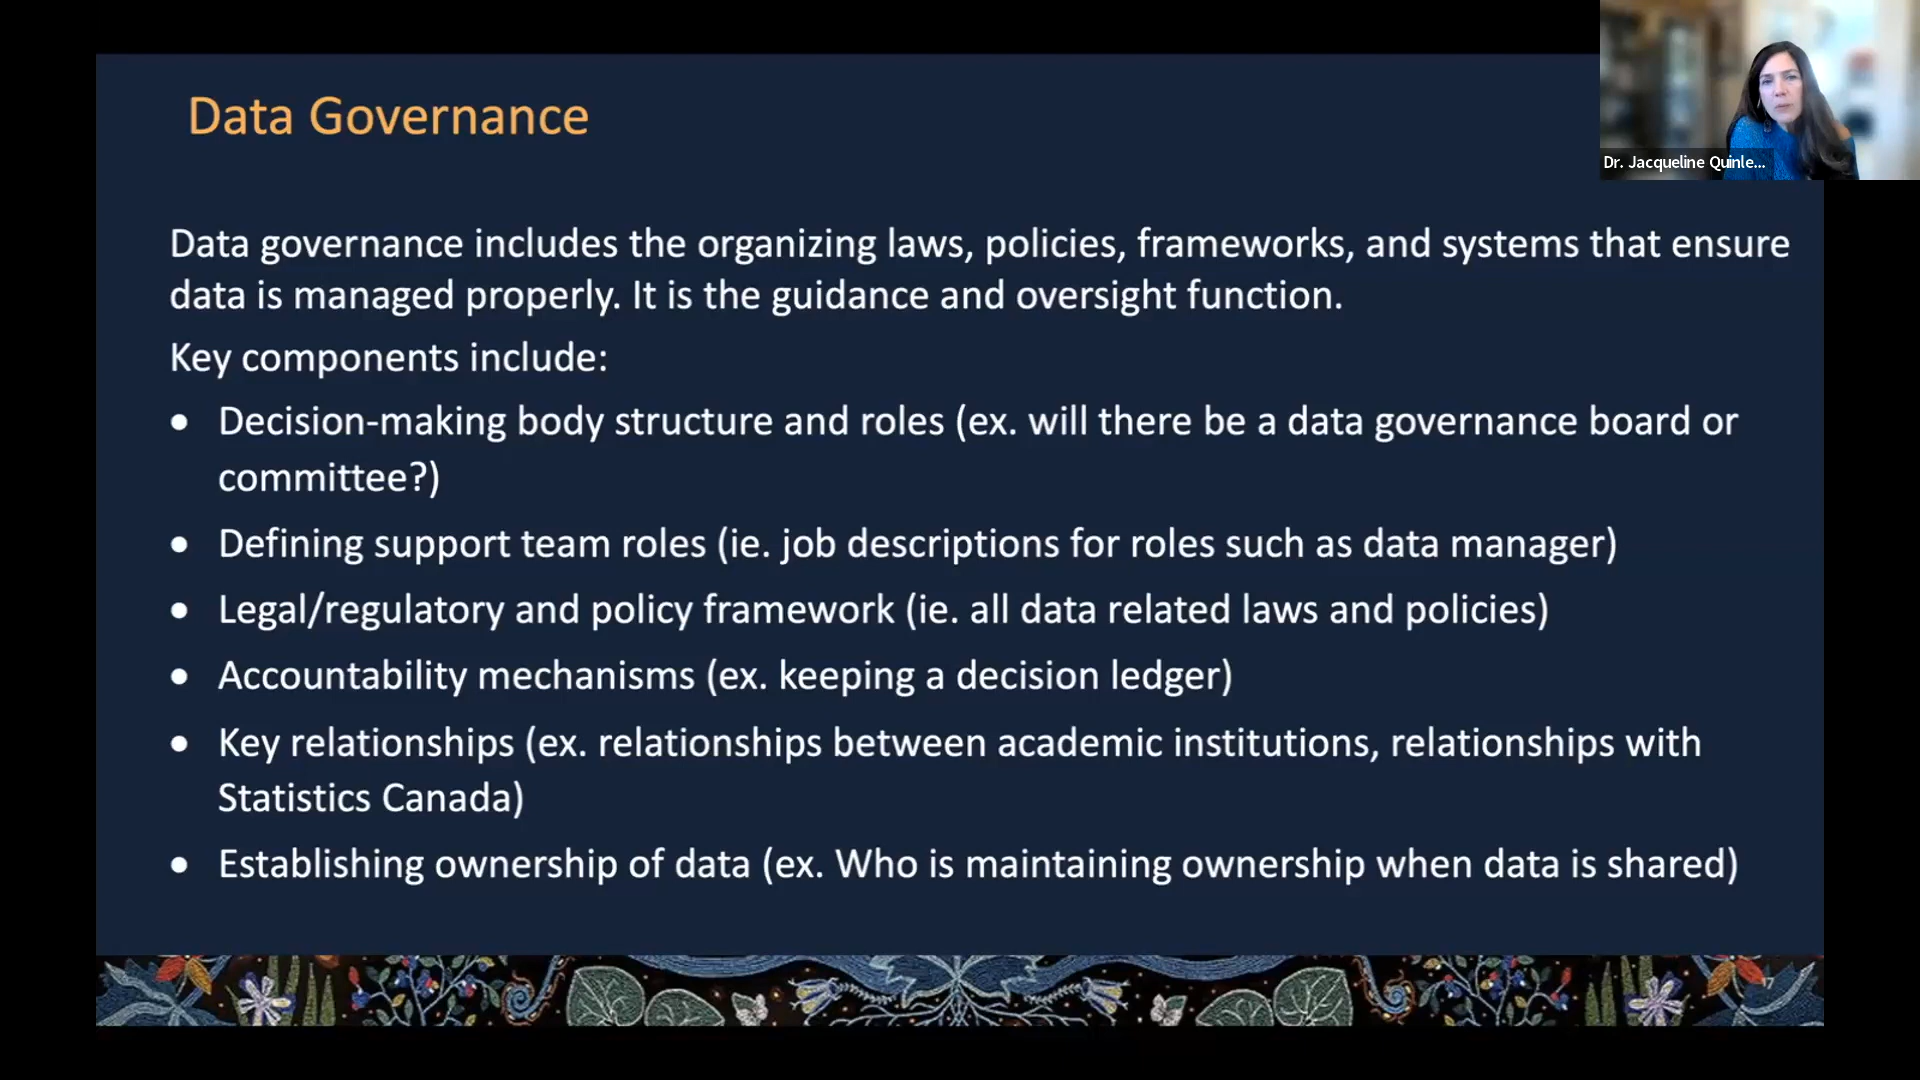 Data Governance
Dr. Jacqueline Quinle...
Data governance includes the organizing laws, policies, frameworks, and systems that ensure
data is managed properly. It is the guidance and oversight function.
Key components include:
• Decision-making body structure and roles (ex. will there be a data governance board or
committee?)
• Defining support team roles (ie. job descriptions for roles such as data manager)
• Legal/regulatory and policy framework (ie. all data related laws and policies)
• Accountability mechanisms (ex. keeping a decision ledger)
• Key relationships (ex. relationships between academic institutions, relationships with
Statistics Canada)
• Establishing ownership of data (ex. Who is maintaining ownership when data is shared)